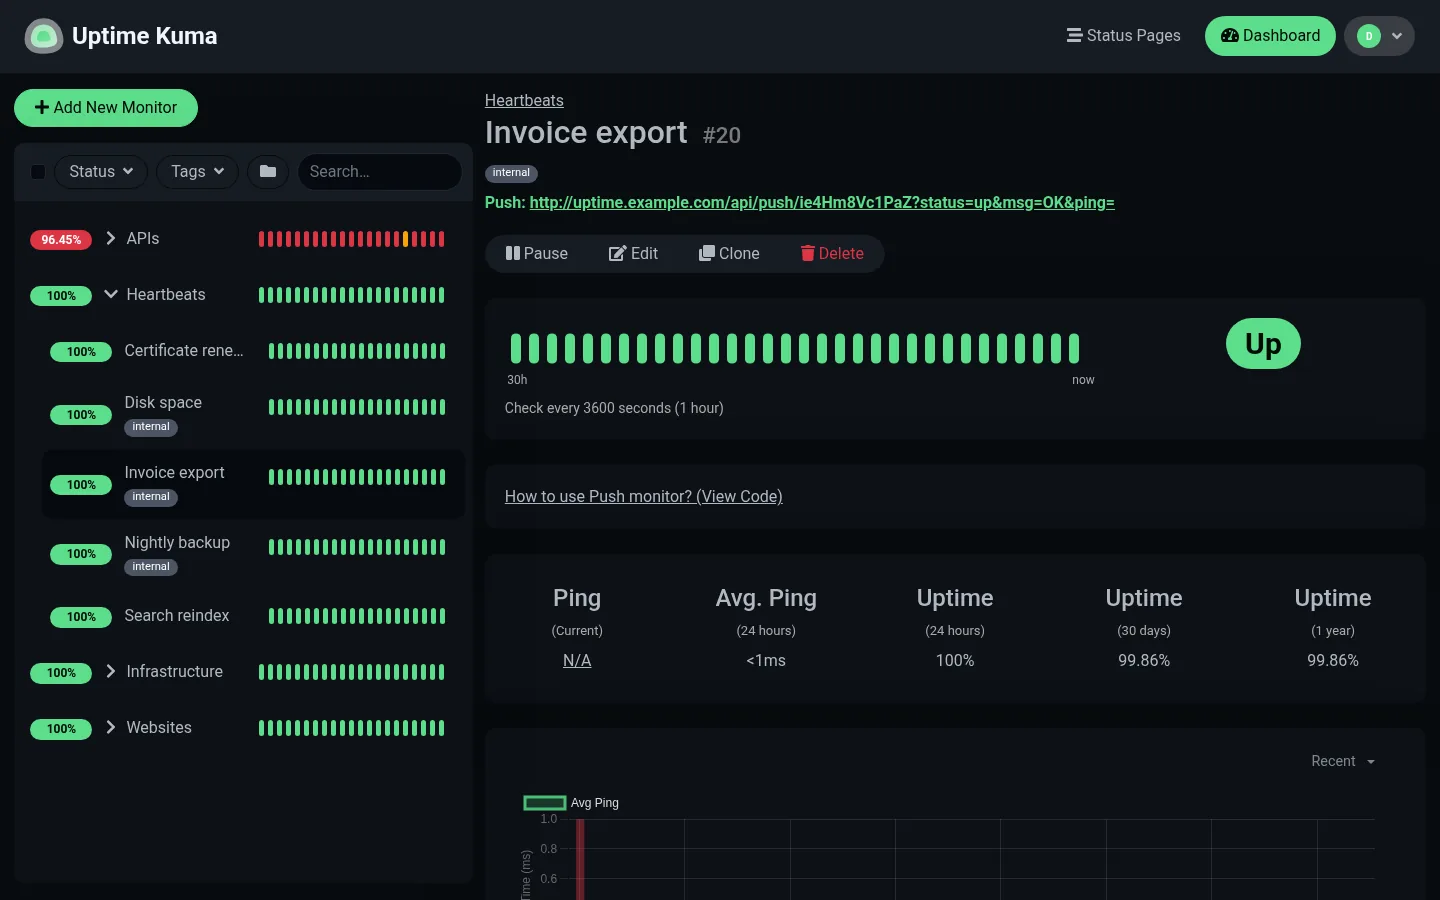 Uptime Kuma
Status Pages
Dashboard
D
Add New Monitor
Status
Tags
Search...
96.45%
APIs
100%
Heartbeats
100%
Certificate rene...
100%
Disk space
internal
100%
Invoice export
internal
100%
Nightly backup
internal
100%
Search reindex
100%
Infrastructure
100%
Websites
Heartbeats
Invoice export #20
internal
Push: http://uptime.example.com/api/push/ie4Hm8Vc1PaZ?status=up&msg=OK&ping=
Pause
Edit
Clone
Delete
Up
30h
now
Check every 3600 seconds (1 hour)
How to use Push monitor? (View Code)
Ping
(Current)
N/A
Avg. Ping
(24 hours)
<1ms
Uptime
(24 hours)
100%
Uptime
(30 days)
99.86%
Uptime
(1 year)
99.86%
Recent
Avg Ping
1.0
0.8
0.6
Time (ms)